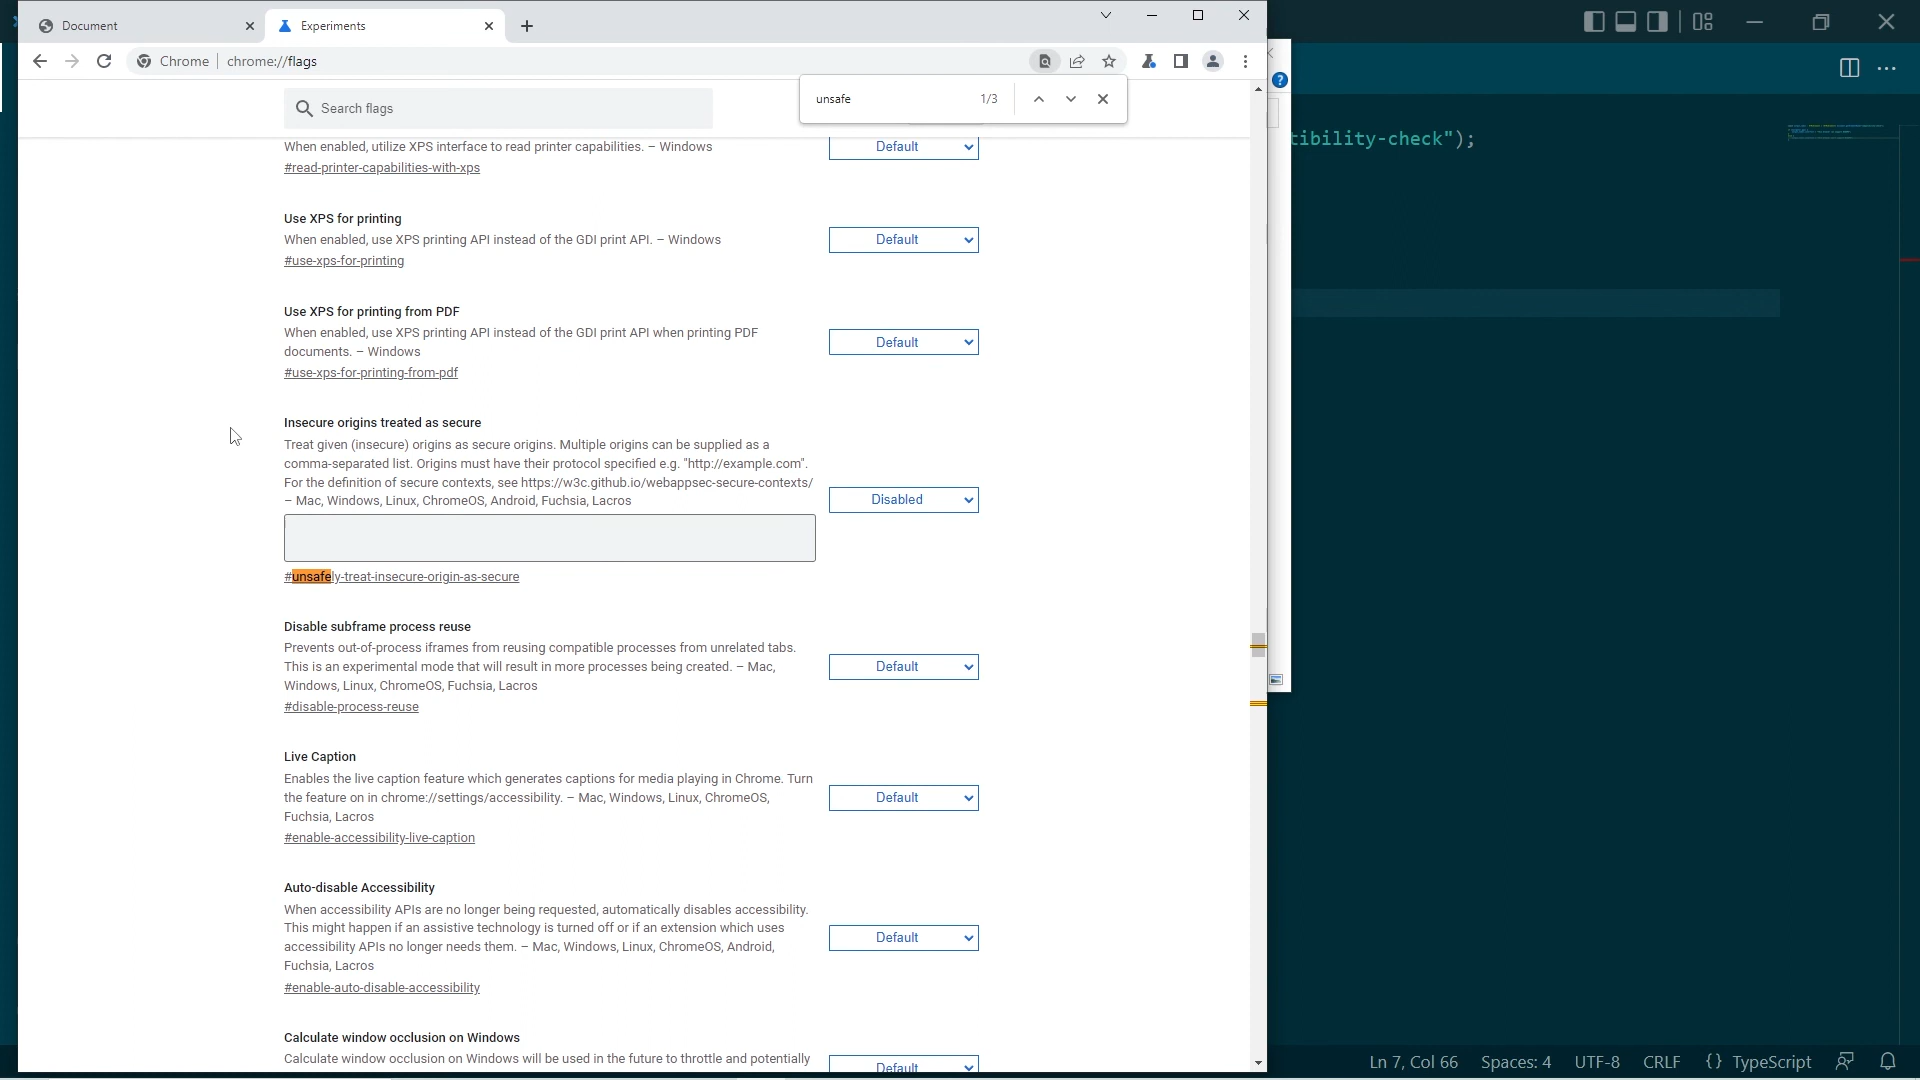 Document
Experiments
Chrome
chrome://flags
unsafe
1/3
Search flags
tibility-check");
When enabled, utilize XPS interface to read printer capabilities. – Windows
Default
#read-printer-capabilities-with-xps
Use XPS for printing
When enabled, use XPS printing API instead of the GDI print API. – Windows
Default
#use-xps-for-printing
Use XPS for printing from PDF
When enabled, use XPS printing API instead of the GDI print API when printing PDF
documents. – Windows
Default
#use-xps-for-printing-from-pdf
Insecure origins treated as secure
Treat given (insecure) origins as secure origins. Multiple origins can be supplied as a
comma-separated list. Origins must have their protocol specified e.g. "http://example.com".
For the definition of secure contexts, see https://w3c.github.io/webappsec-secure-contexts/
– Mac, Windows, Linux, ChromeOS, Android, Fuchsia, Lacros
Disabled
#unsafely-treat-insecure-origin-as-secure
Disable subframe process reuse
Prevents out-of-process iframes from reusing compatible processes from unrelated tabs.
This is an experimental mode that will result in more processes being created. – Mac,
Windows, Linux, ChromeOS, Fuchsia, Lacros
Default
#disable-process-reuse
Live Caption
Enables the live caption feature which generates captions for media playing in Chrome. Turn
the feature on in chrome://settings/accessibility. – Mac, Windows, Linux, ChromeOS,
Fuchsia, Lacros
Default
#enable-accessibility-live-caption
Auto-disable Accessibility
When accessibility APIs are no longer being requested, automatically disables accessibility.
This might happen if an assistive technology is turned off or if an extension which uses
accessibility APIs no longer needs them. – Mac, Windows, Linux, ChromeOS, Android,
Fuchsia, Lacros
Default
#enable-auto-disable-accessibility
Calculate window occlusion on Windows
Calculate window occlusion on Windows will be used in the future to throttle and potentially
Default
Ln 7, Col 66
Spaces: 4
UTF-8
CRLF
{ } TypeScript